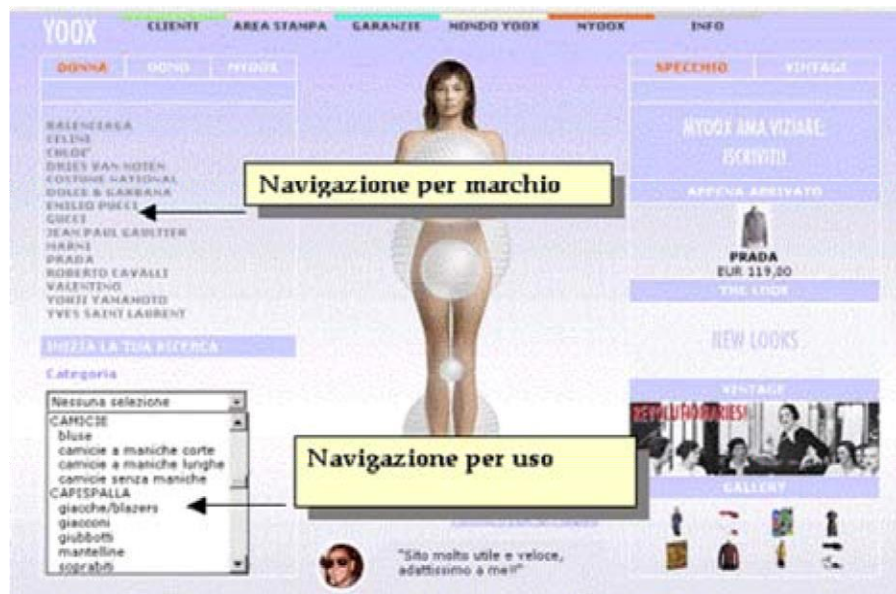 YOOX
CLIENTI AREA STAMPA GARANZIE MONDO YOOX MYOOX INFO
DONNA UOMO MYOOX
BALENCIAGA
CELINE
CHLOE'
DRIES VAN NOTEN
COSTUME NATIONAL
DOLCE & GABBANA
EMILIO PUCCI
GUCCI
JEAN PAUL GAULTIER
MARNI
PRADA
ROBERTO CAVALLI
VALENTINO
YOHJI YAMAMOTO
YVES SAINT LAURENT
INIZIA LA TUA RICERCA
Categoria
Nessuna selezione
CAMICIE
bluse
camicie a maniche corte
camicie a maniche lunghe
camicie senza maniche
CAPISPALLA
giacche/blazers
giacconi
giubbotti
mantelline
soprabiti
Navigazione per marchio
Navigazione per uso
"Sito molto utile e veloce,
adattissimo a me!!"
SPECCHIO VINTAGE
MYOOX AMA VIZIARE:
ISCRIVITI!
APPENA ARRIVATO
PRADA
EUR 119,00
THE LOOK
NEW LOOKS
VINTAGE
REVOLUTIONARIES!
GALLERY